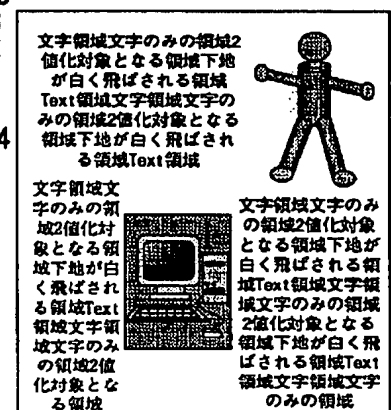 文字領域文字のみの領域2
値化対象となる領域下地
が白く飛ばされる領域
Text領域文字領域文字の
みの領域2値化対象となる
領域下地が白く飛ばされ
る領域Text領域
4
文字領域文
字のみの領
域2値化対
象となる領
域下地が白
く飛ばされ
る領域Text
領域文字領
域文字のみ
の領域2値
化対象とな
る領域
文字領域文字のみ
の領域2値化対象
となる領域下地が
白く飛ばされる領
域Text領域文字領
域文字のみの領域
2値化対象となる
領域下地が白く飛
ばされる領域Text
領域文字領域文字
のみの領域